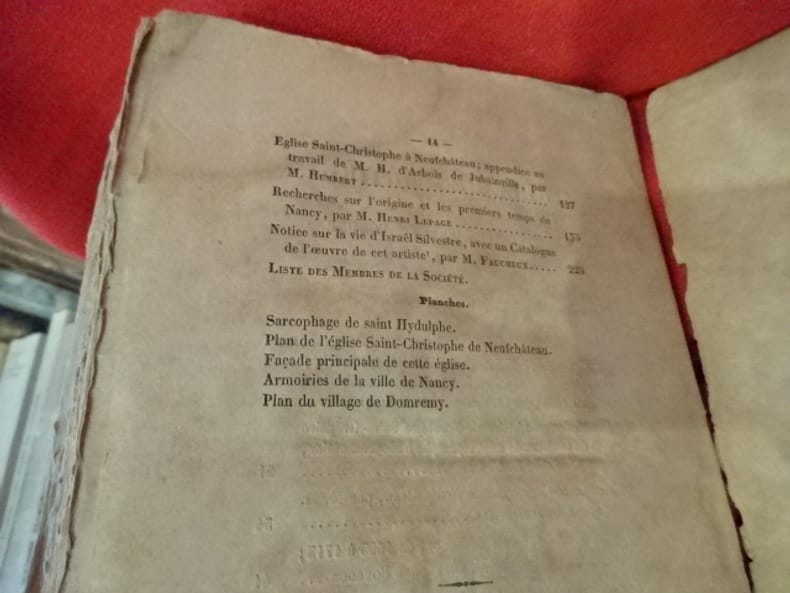 — 14 —
Eglise Saint-Christophe à Neufchâteau; appendice au
travail de M. H. d'Arbois de Jubainville, par
M. HUMBERT .............................. 127
Recherches sur l'origine et les premiers temps de
Nancy, par M. HENRI LEPAGE ............... 155
Notice sur la vie d'Israël Silvestre, avec un Catalogue
de l'œuvre de cet artiste, par M. FAUCHEUX..... 225
LISTE DES MEMBRES DE LA SOCIÉTÉ.
Planches.
Sarcophage de saint Hydulphe.
Plan de l'église Saint-Christophe de Neufchâteau.
Façade principale de cette église.
Armoiries de la ville de Nancy.
Plan du village de Domremy.